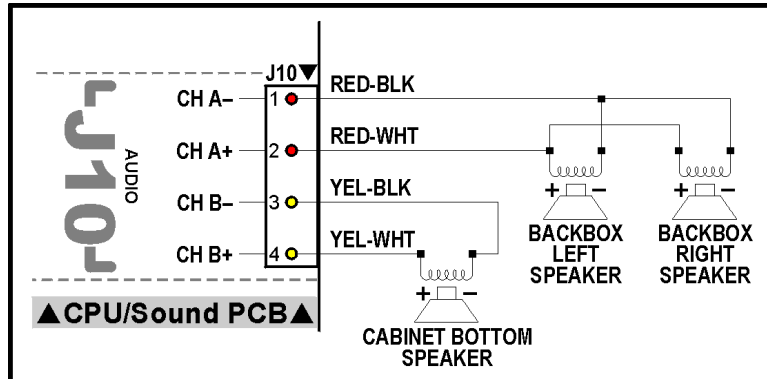 J10▼
RED-BLK
CH A– 1
RED-WHT
CH A+ 2
J10
AUDIO
YEL-BLK
CH B– 3
YEL-WHT
CH B+ 4
+ –
+ –
BACKBOX
LEFT
SPEAKER
BACKBOX
RIGHT
SPEAKER
+ –
▲CPU/Sound PCB▲
CABINET BOTTOM
SPEAKER